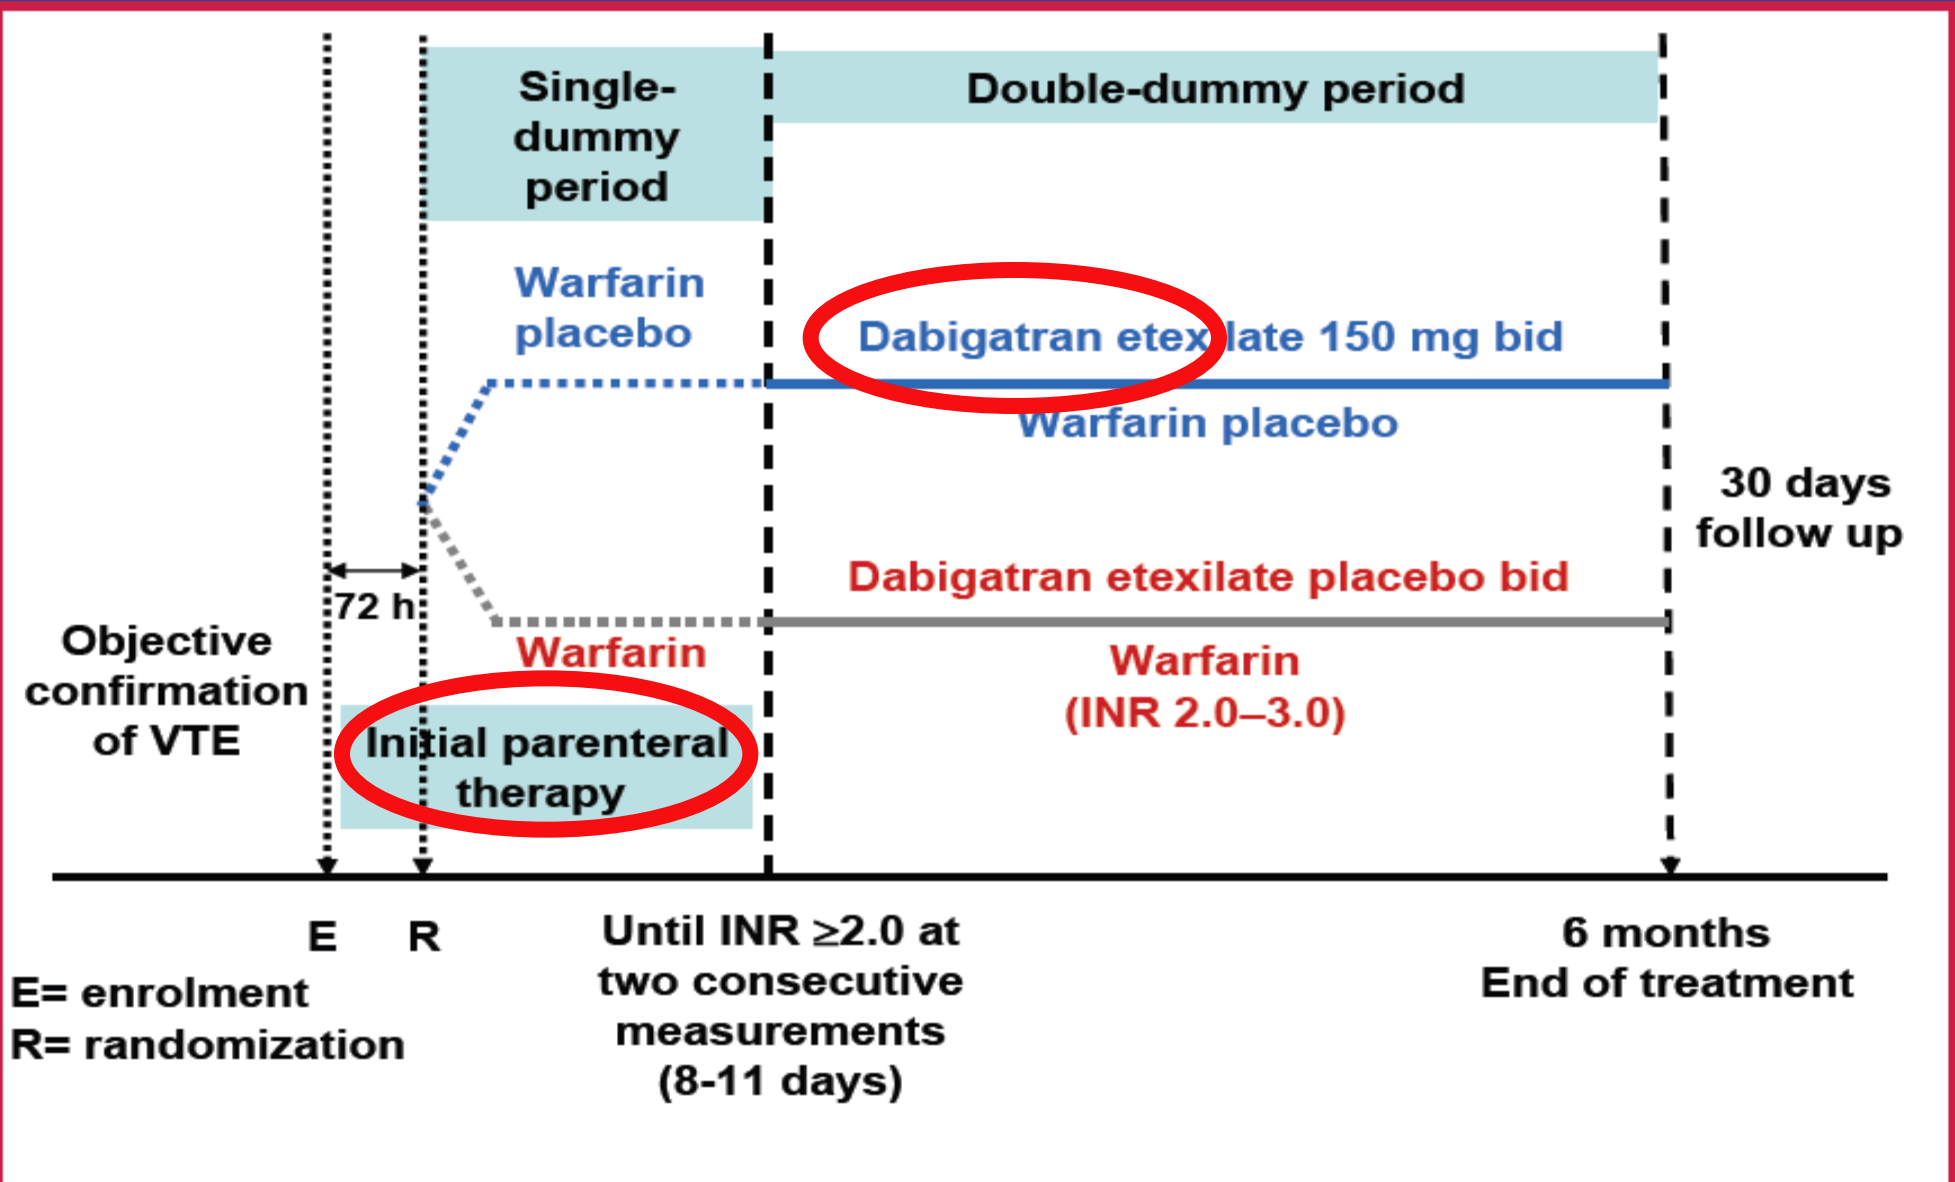 Single-
dummy
period
Double-dummy period
Warfarin
placebo
Dabigatran etexilate 150 mg bid
Warfarin placebo
30 days
follow up
72 h
Dabigatran etexilate placebo bid
Objective
confirmation
of VTE
Warfarin
Warfarin
(INR 2.0–3.0)
Initial parenteral
therapy
E
R
Until INR ≥2.0 at
two consecutive
measurements
(8-11 days)
6 months
End of treatment
E= enrolment
R= randomization